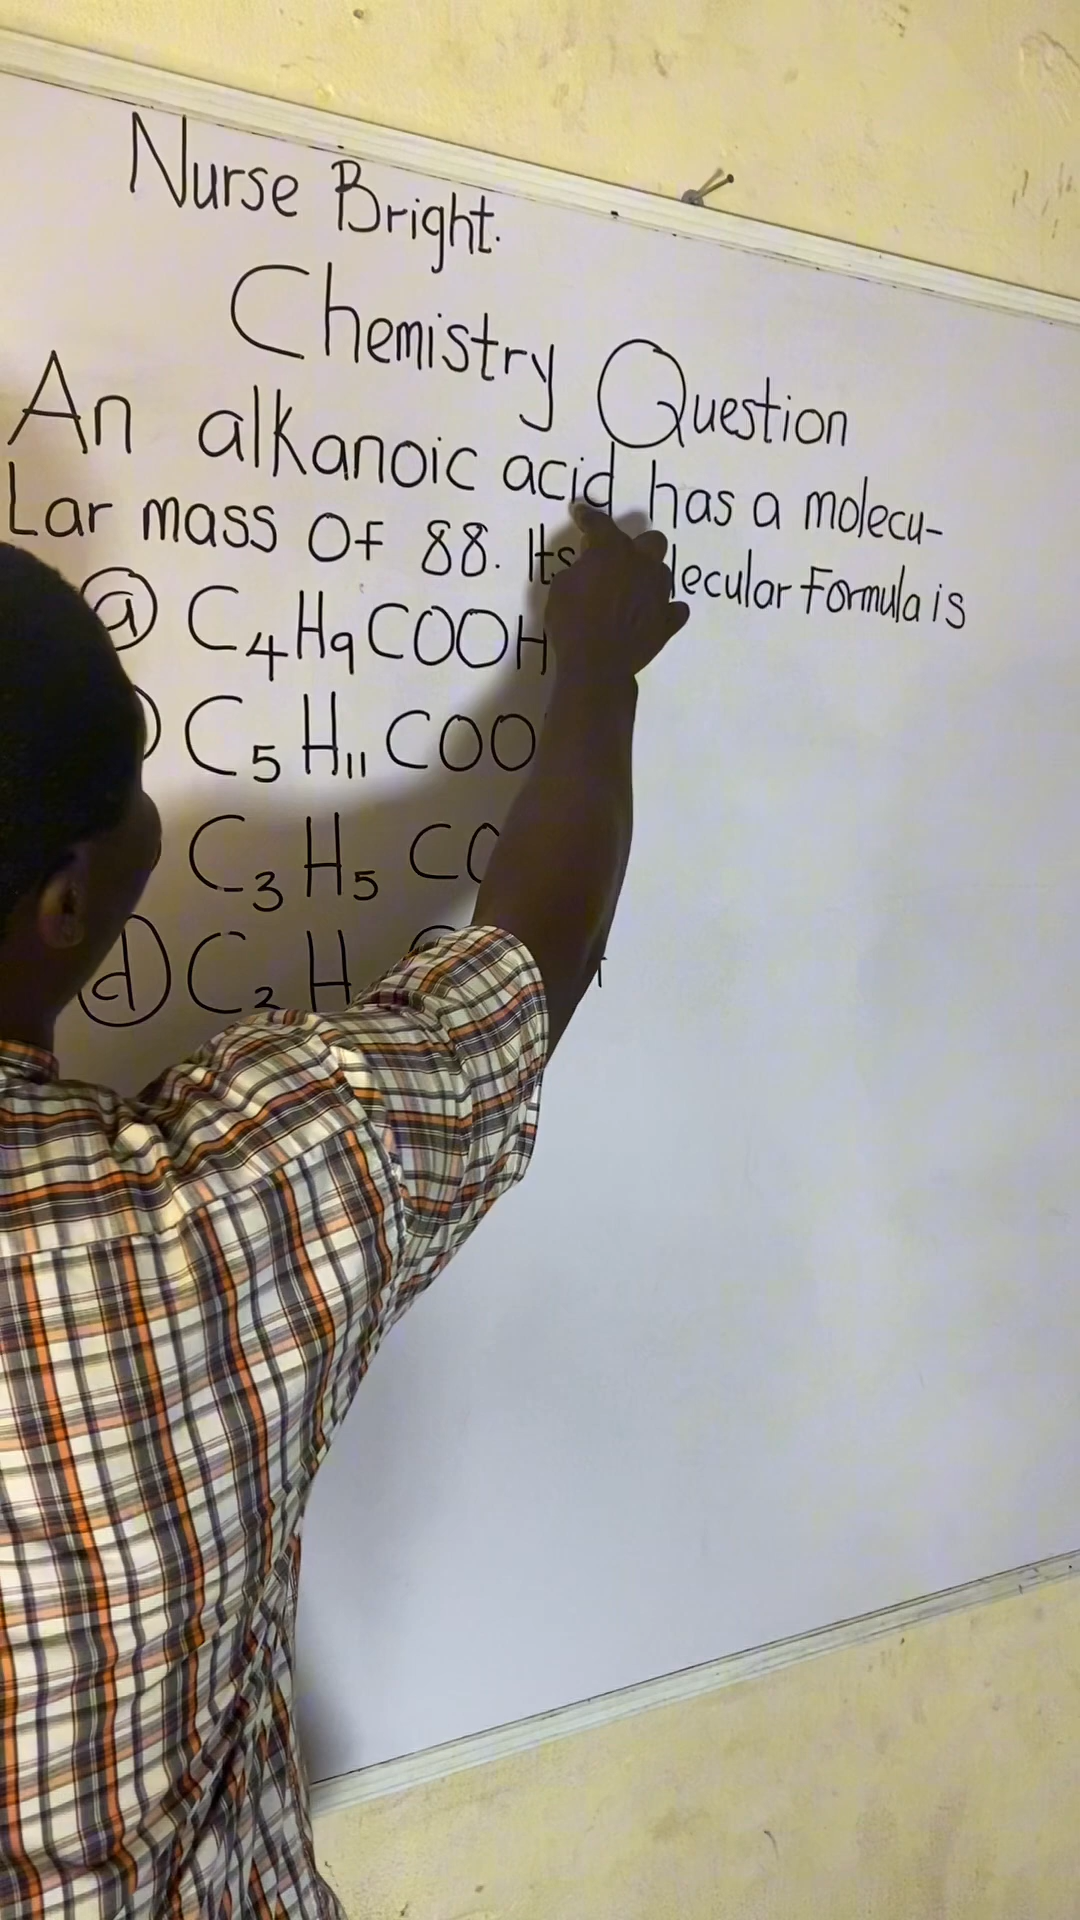 Nurse Bright.
Chemistry Question
An alkanoic acid has a molecu-
Lar mass Of 88. Its lecular Formula is
(a) C₄H₉COOH
) C₅H₁₁COO
C₃H₅CO
(d) C₂H